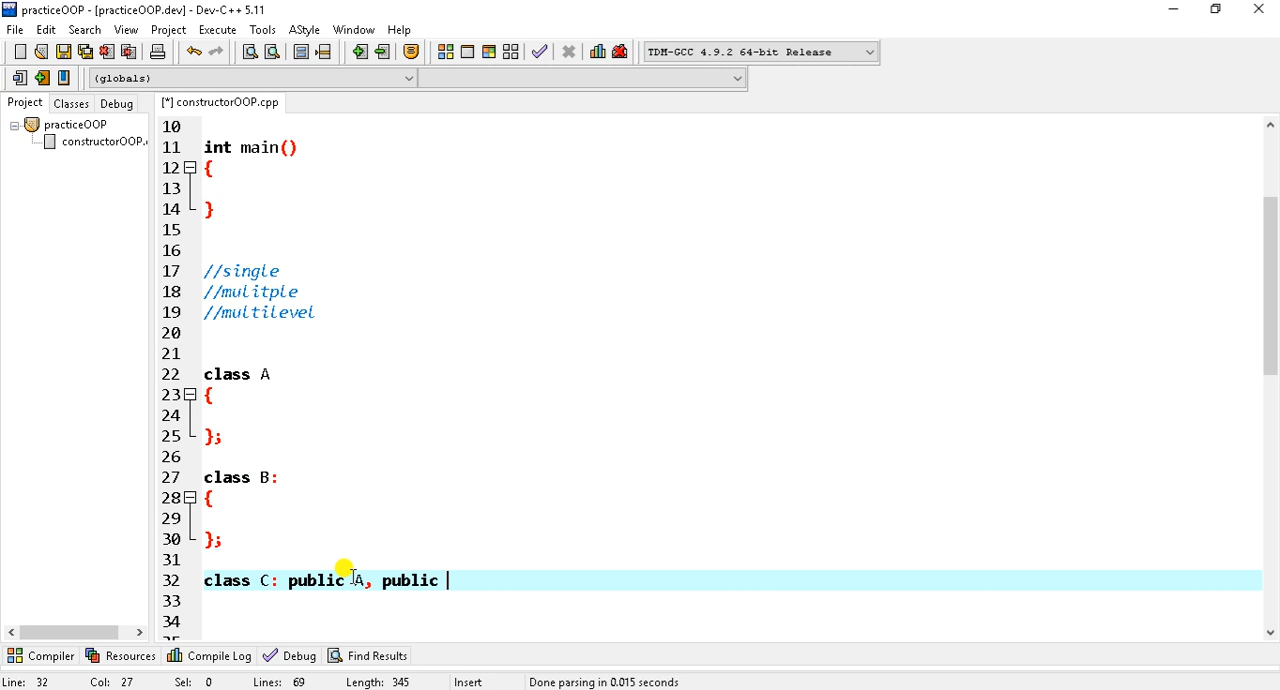 practiceOOP - [practiceOOP.dev] - Dev-C++ 5.11
File Edit Search View Project Execute Tools AStyle Window Help
TDM-GCC 4.9.2 64-bit Release
(globals)
Project Classes Debug [*] constructorOOP.cpp
practiceOOP
constructorOOP.
10
11 int main()
12 {
13
14 }
15
16
17 //single
18 //mulitple
19 //multilevel
20
21
22 class A
23 {
24
25 };
26
27 class B:
28 {
29
30 };
31
32 class C: public A, public
33
34
Compiler Resources Compile Log Debug Find Results
Line: 32 Col: 27 Sel: 0 Lines: 69 Length: 345 Insert Done parsing in 0.015 seconds